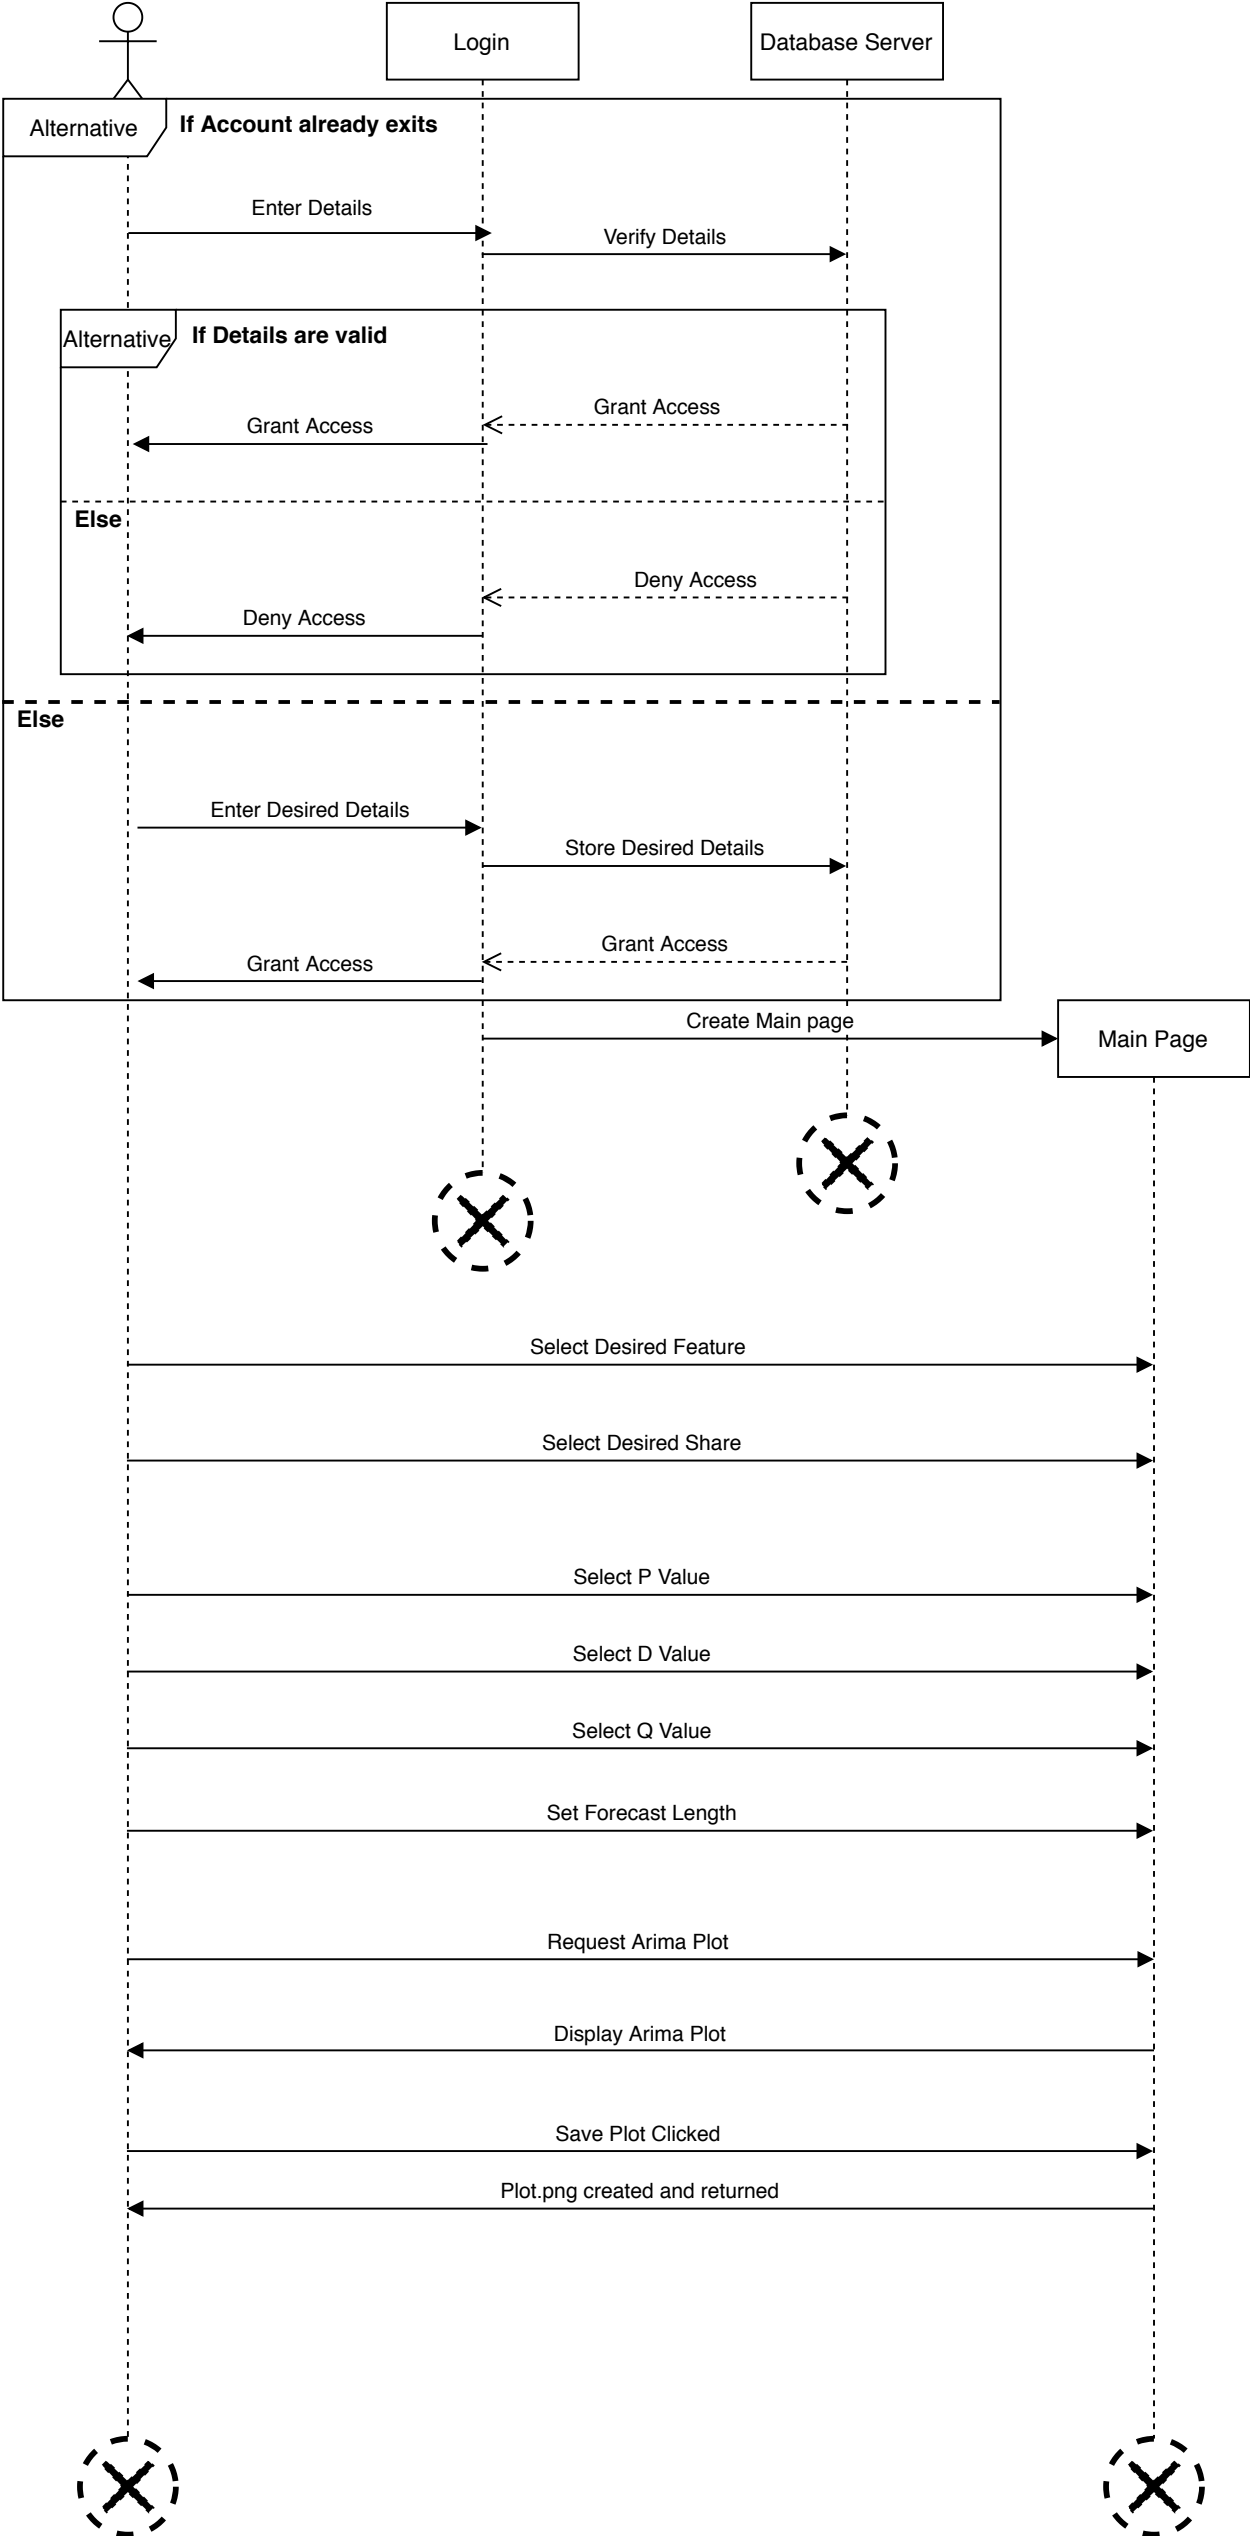 Login
Database Server
Alternative
If Account already exits
Enter Details
Verify Details
Alternative
If Details are valid
Grant Access
Grant Access
Else
Deny Access
Deny Access
Else
Enter Desired Details
Store Desired Details
Grant Access
Grant Access
Create Main page
Main Page
Select Desired Feature
Select Desired Share
Select P Value
Select D Value
Select Q Value
Set Forecast Length
Request Arima Plot
Display Arima Plot
Save Plot Clicked
Plot.png created and returned